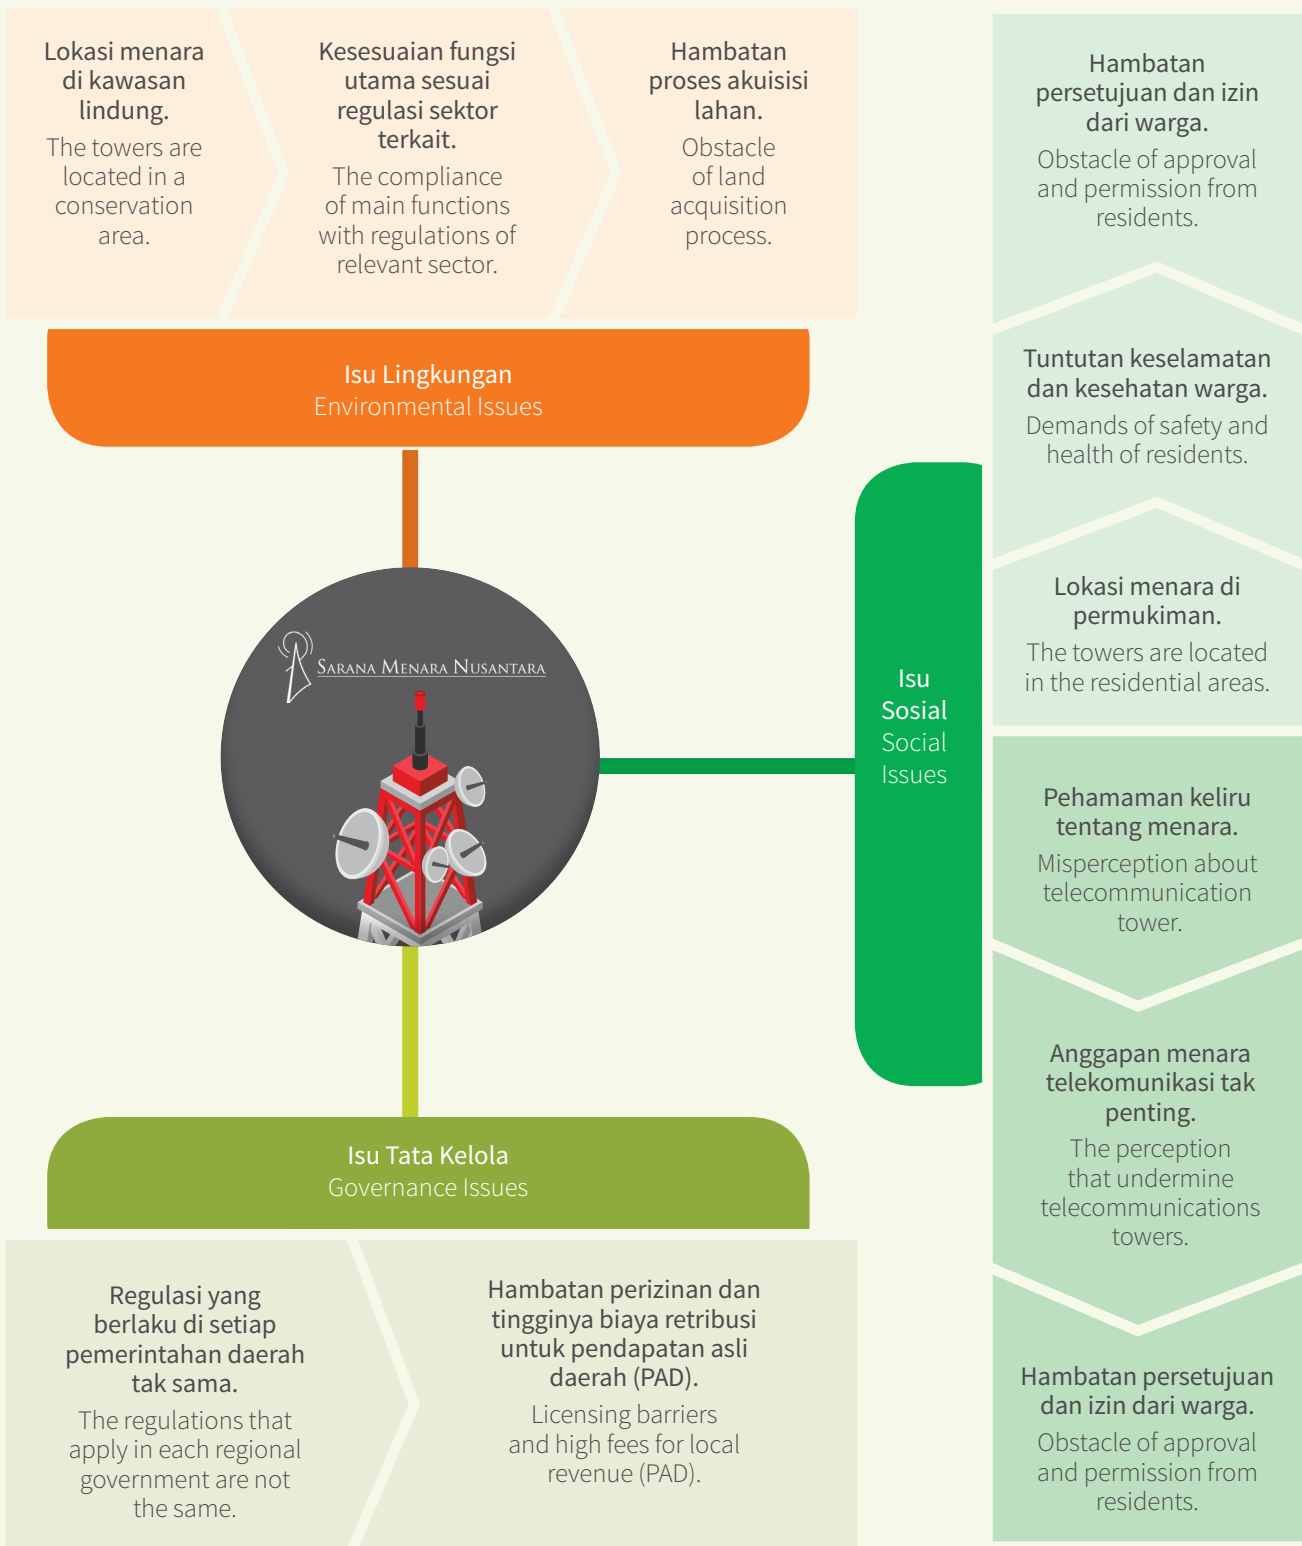 Lokasi menara
di kawasan
lindung.
The towers are
located in a
conservation
area.
Kesesuaian fungsi
utama sesuai
regulasi sektor
terkait.
The compliance
of main functions
with regulations of
relevant sector.
Hambatan
proses akuisisi
lahan.
Obstacle
of land
acquisition
process.
Isu Lingkungan
Environmental Issues
SARANA MENARA NUSANTARA
Isu
Sosial
Social
Issues
Hambatan
persetujuan dan izin
dari warga.
Obstacle of approval
and permission from
residents.
Tuntutan keselamatan
dan kesehatan warga.
Demands of safety and
health of residents.
Lokasi menara di
permukiman.
The towers are located
in the residential areas.
Pehamaman keliru
tentang menara.
Misperception about
telecommunication
tower.
Anggapan menara
telekomunikasi tak
penting.
The perception
that undermine
telecommunications
towers.
Hambatan persetujuan
dan izin dari warga.
Obstacle of approval
and permission from
residents.
Isu Tata Kelola
Governance Issues
Regulasi yang
berlaku di setiap
pemerintahan daerah
tak sama.
The regulations that
apply in each regional
government are not
the same.
Hambatan perizinan dan
tingginya biaya retribusi
untuk pendapatan asli
daerah (PAD).
Licensing barriers
and high fees for local
revenue (PAD).